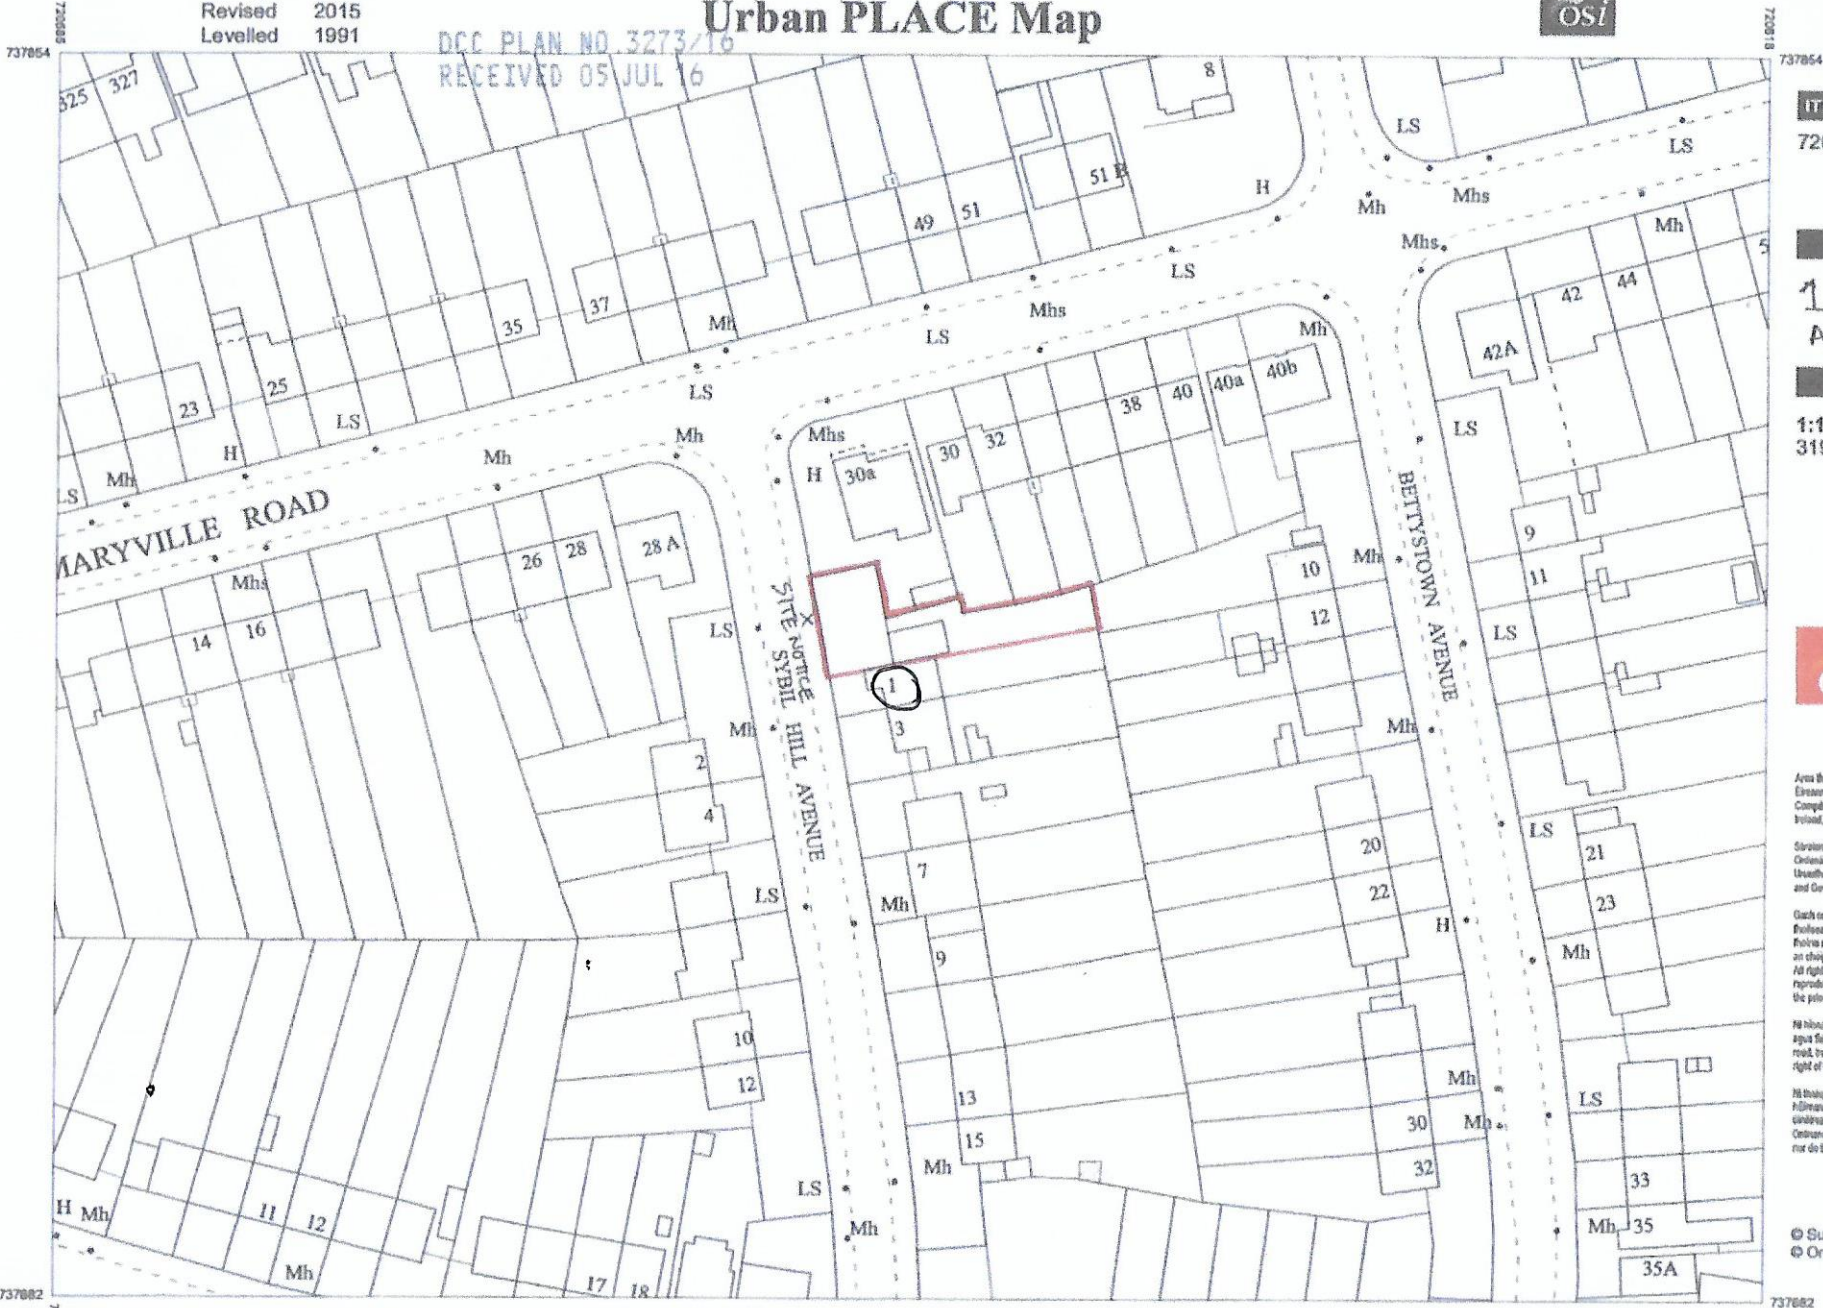 Revised 2015
Levelled 1991
Urban PLACE Map
OSi
DCC PLAN NO.3273/16
RECEIVED 05 JUL 16
737854
737854
325 327
8
LS
LS
H
Mh
Mhs
Mh
Mhs
51 B
49 51
LS
Mhs
LS
35 37
Mh
LS
42 44
42A
Mh
38 40 40a 40b
23 25
LS
H
Mh
LS
Mh
Mh
Mhs
H
30a
30 32
LS
MARYVILLE ROAD
Mhs
26 28 28 A
14 16
LS
Mh
SITE NOTICE
X
SYBIL HILL AVENUE
BETTYSTOWN AVENUE
1
3
10
12
Mh
9
11
LS
Mh
2
4
7
Mh
LS
9
20
22
H
LS
21
23
Mh
10
12
13
15
Mh
LS
Mh
30
32
Mh
Mh
LS
33
35
Mh
35A
H Mh
11 12
Mh
17 18
737682
737682